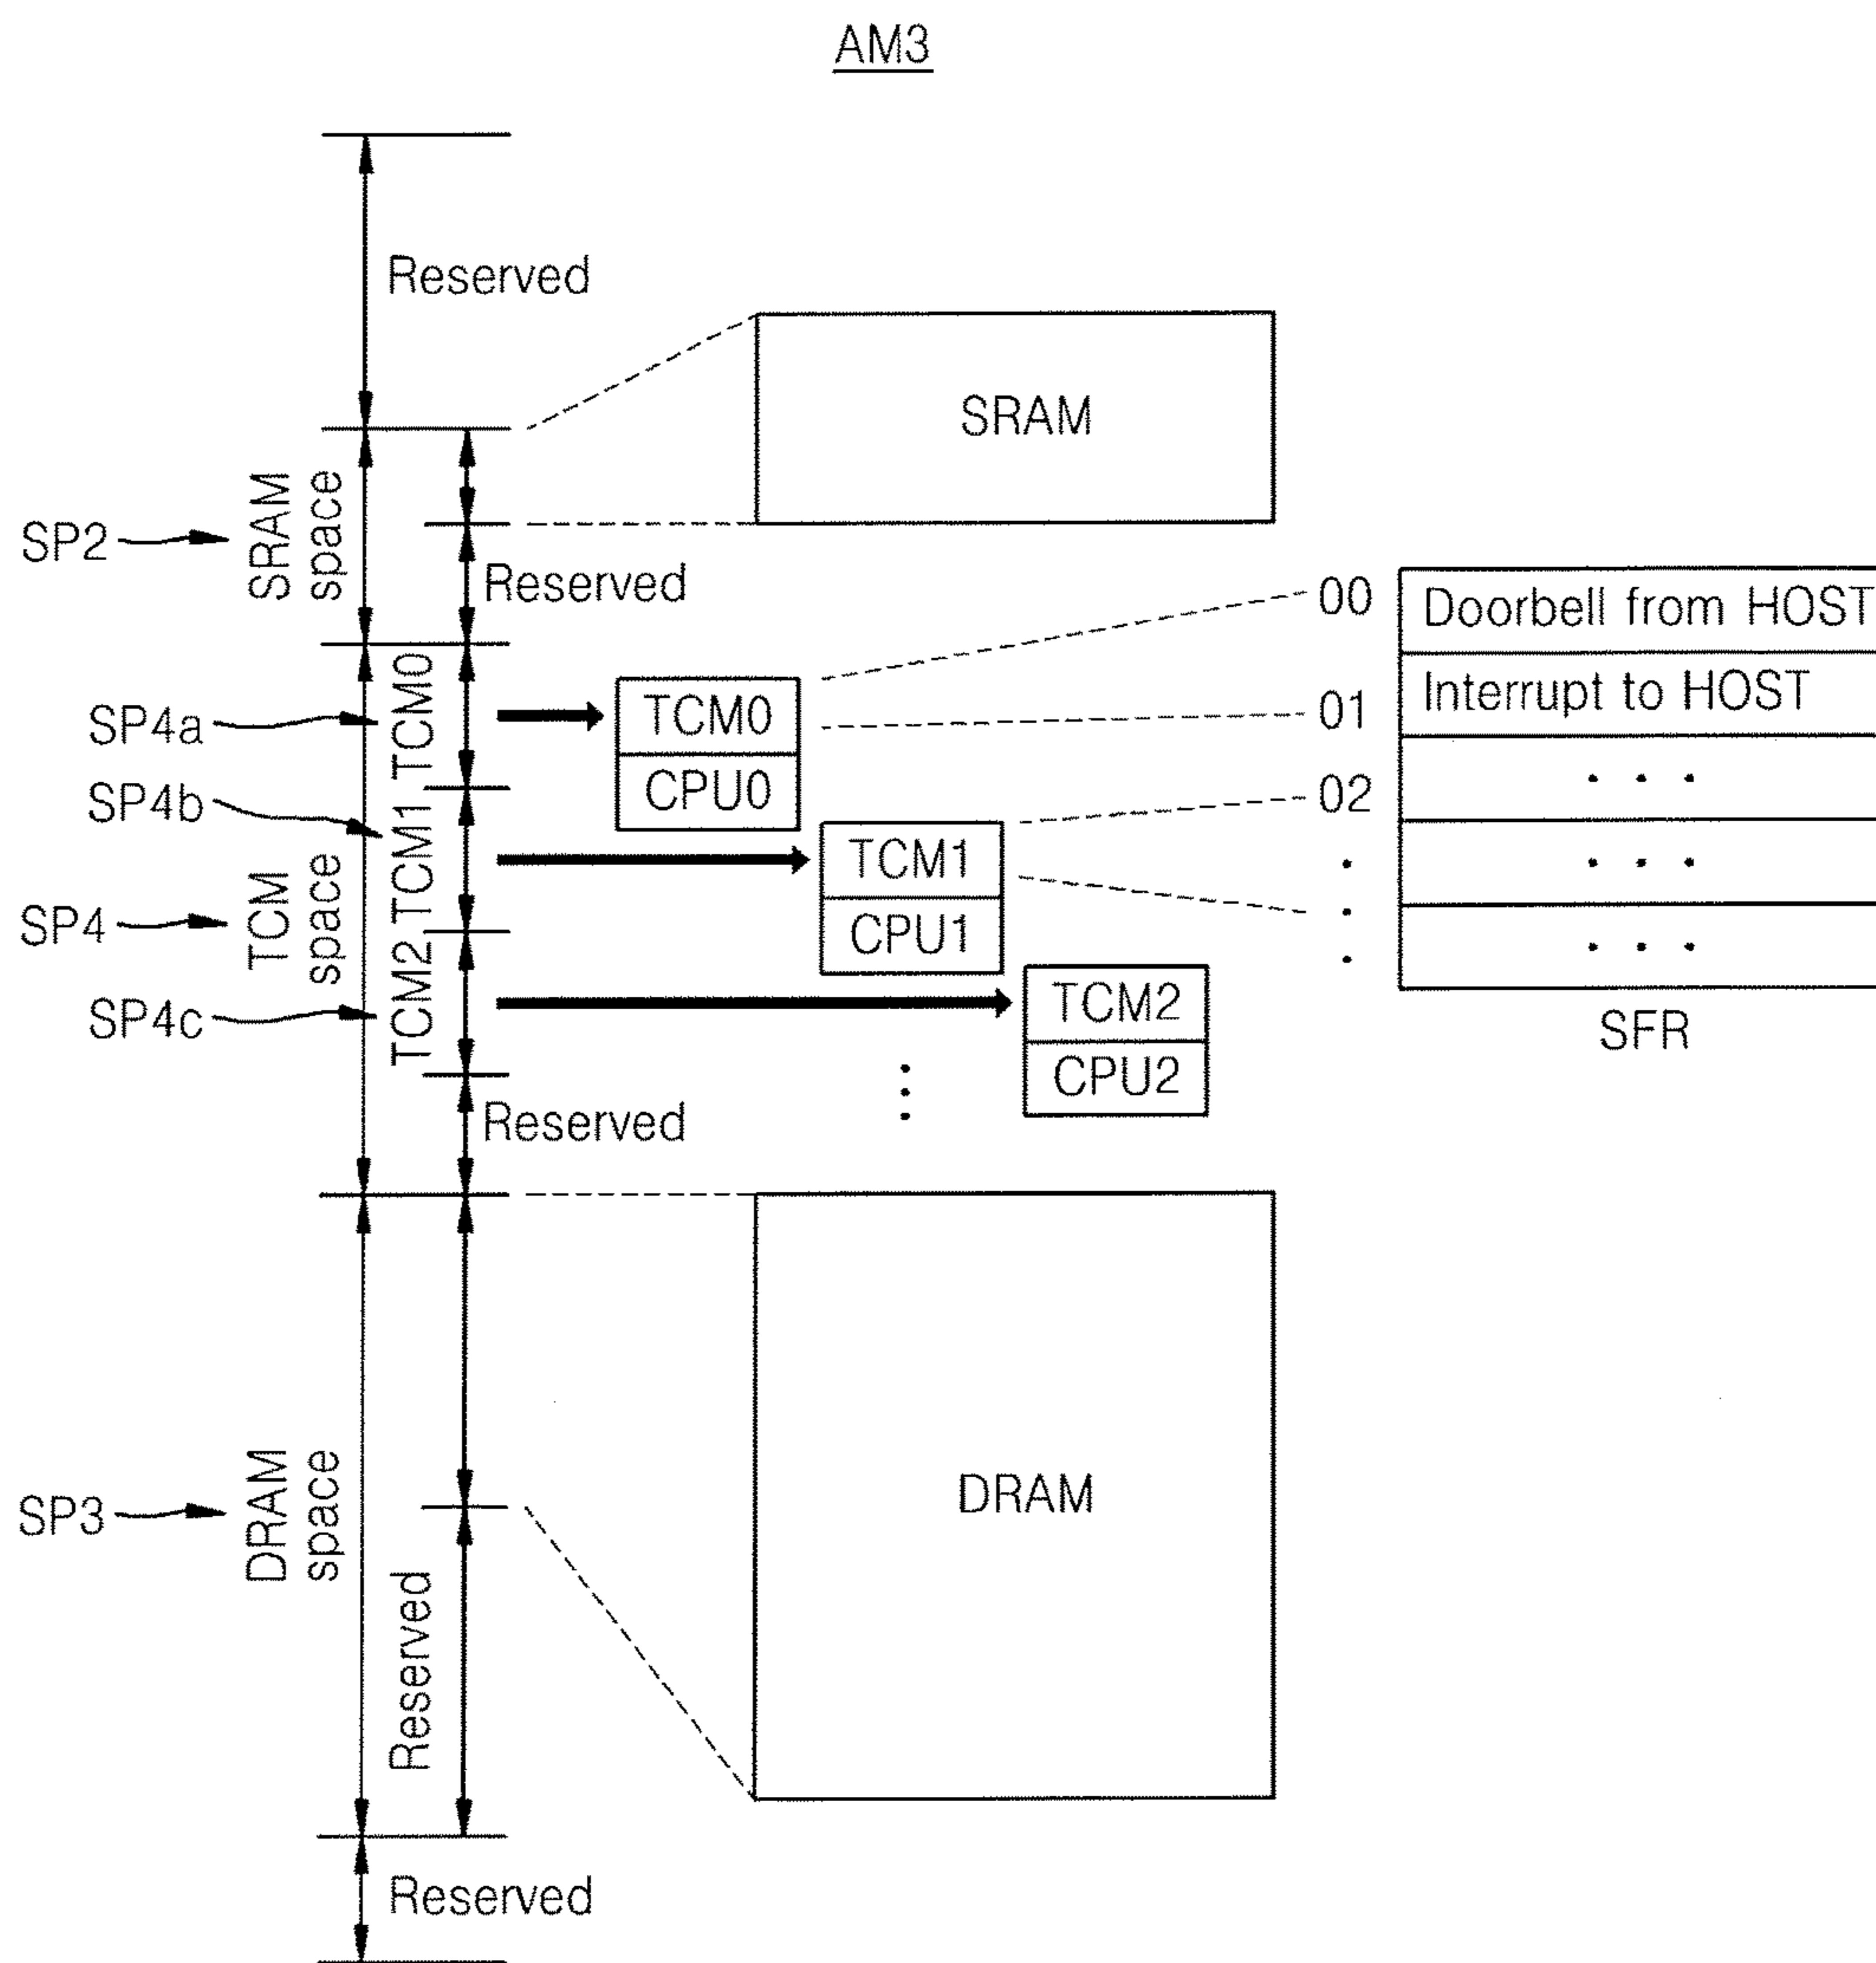 AM3
Reserved
SRAM
SP2
SRAM
space
Reserved
00
Doorbell from HOST
01
Interrupt to HOST
02
. . .
. . .
. . .
SFR
SP4a
TCM0
TCM0
CPU0
SP4b
TCM1
TCM1
CPU1
SP4
TCM
space
SP4c
TCM2
TCM2
CPU2
Reserved
SP3
DRAM
space
DRAM
Reserved
Reserved